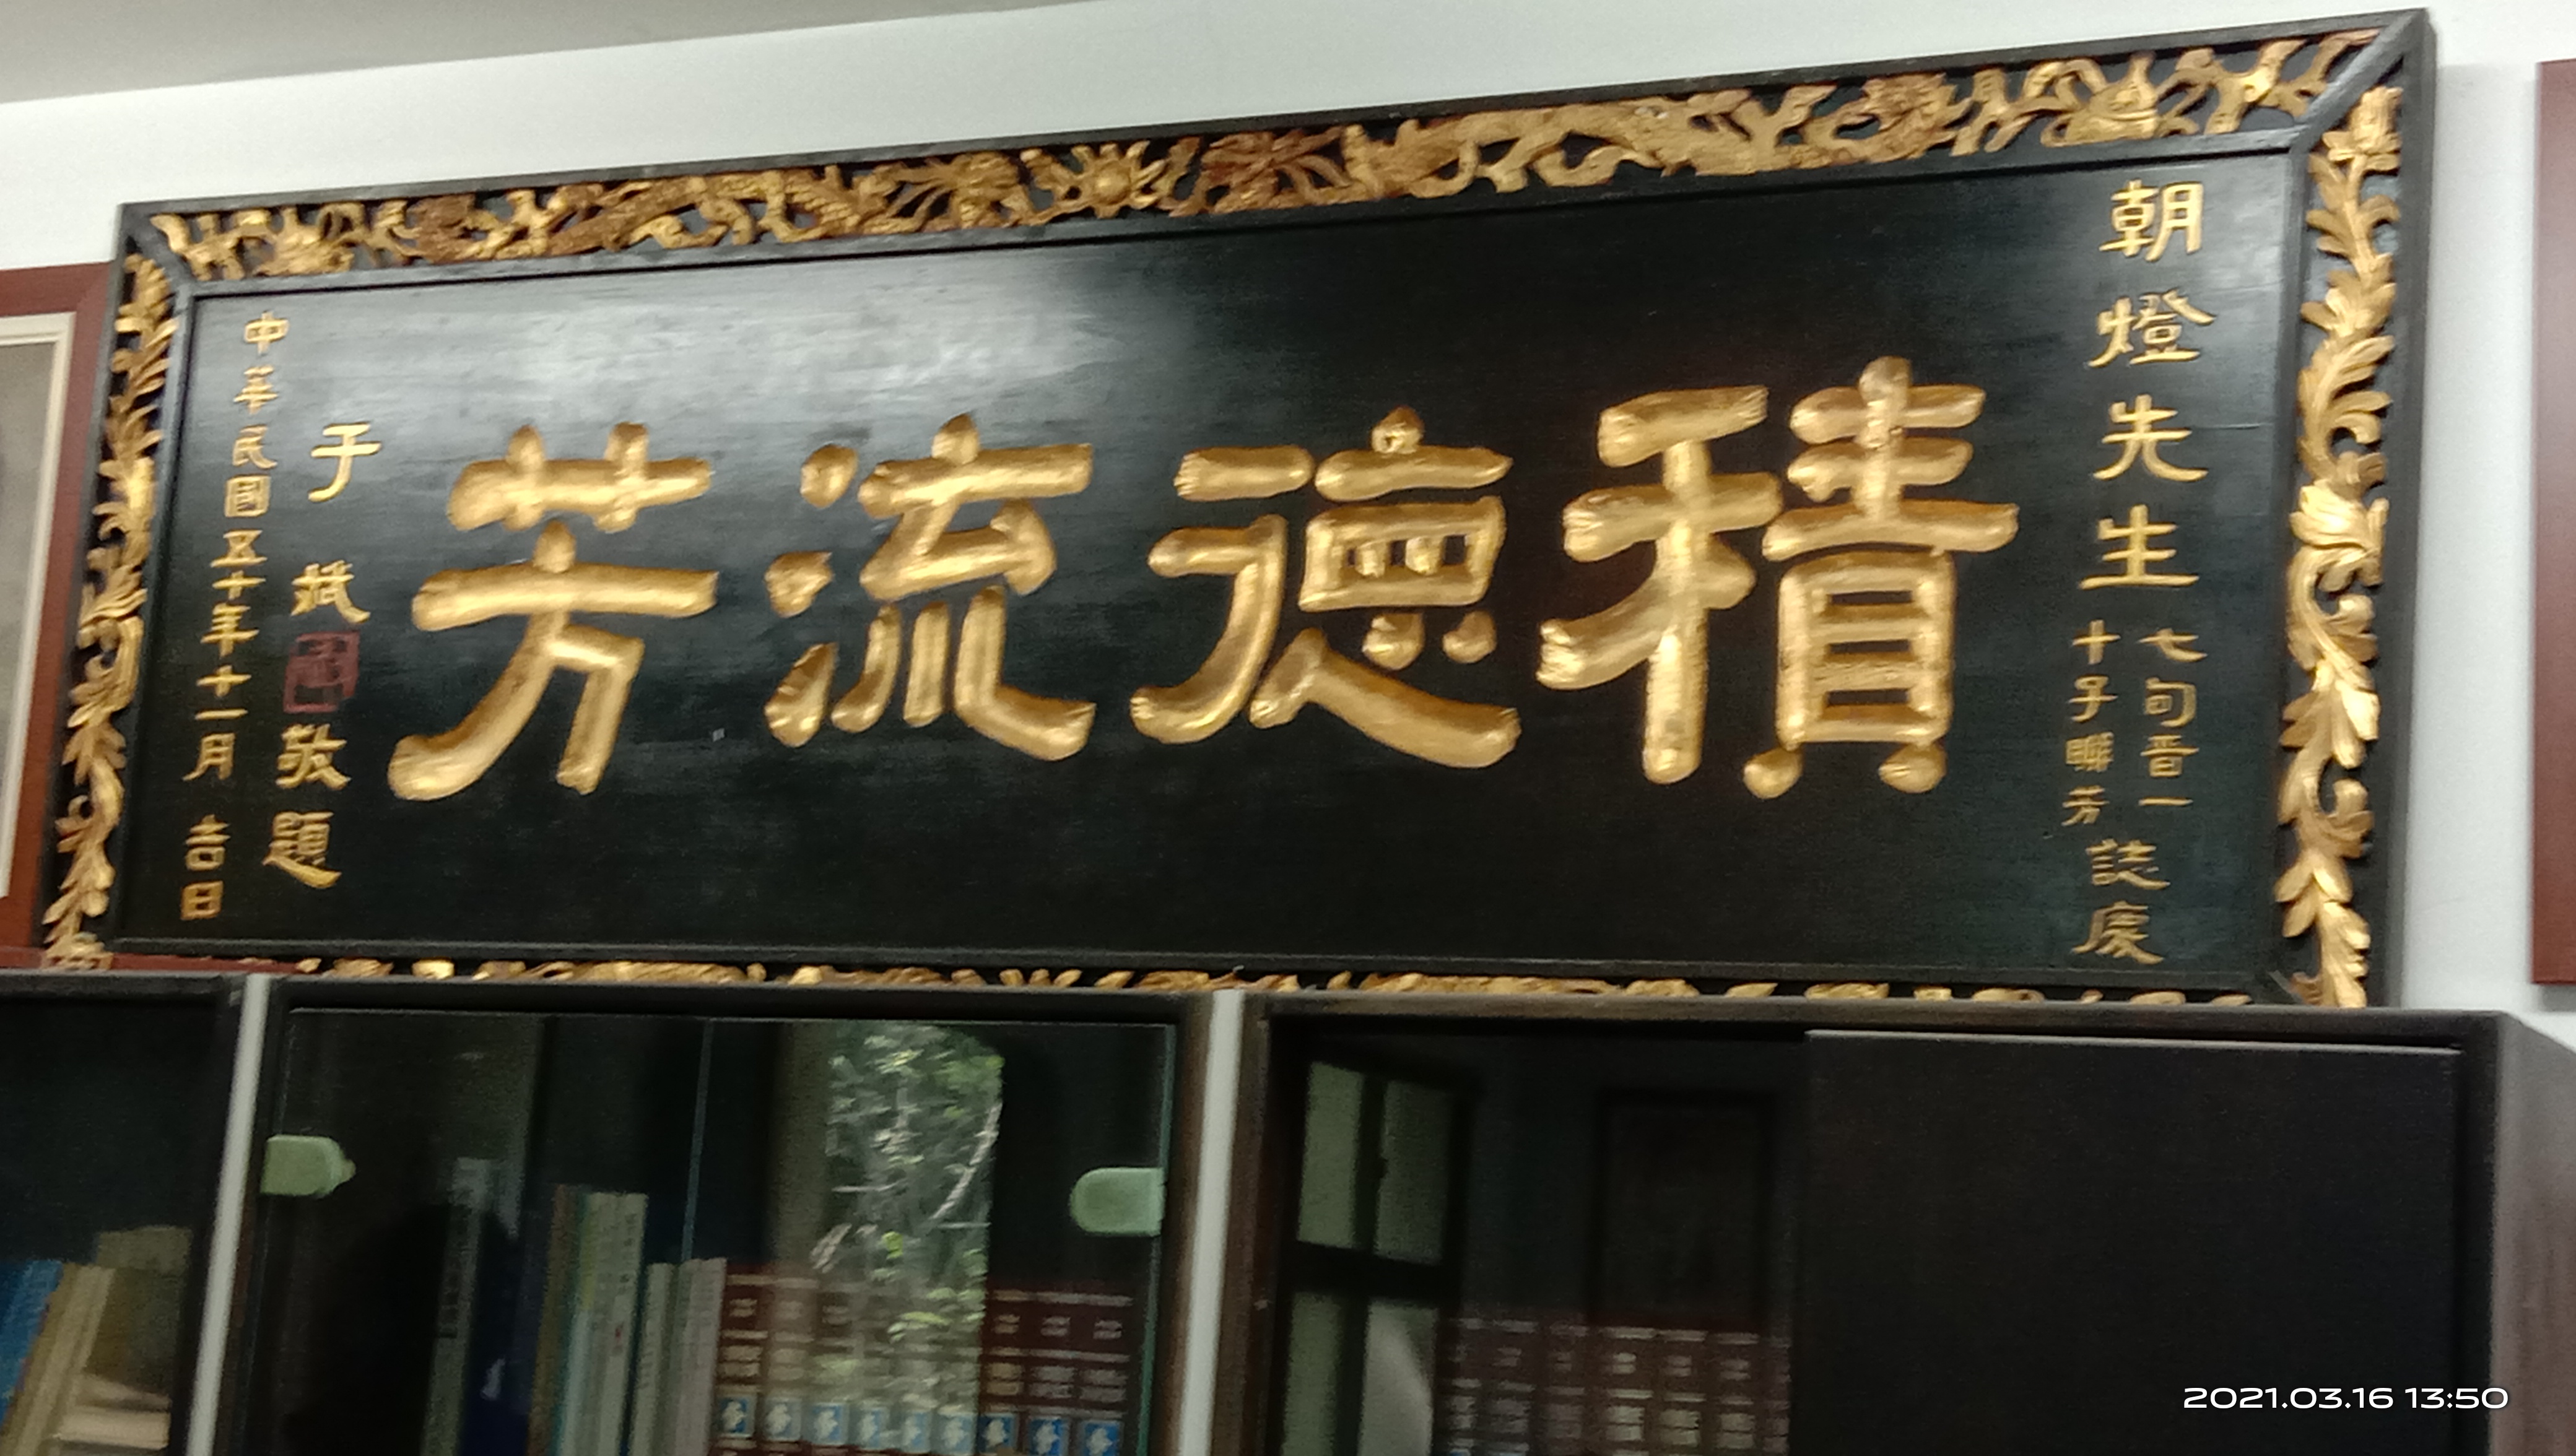 朝燈先生七旬晉一十子聯芳誌慶
積德流芳
于斌敬題
中華民國五十年十一月吉日
2021.03.16 13:50